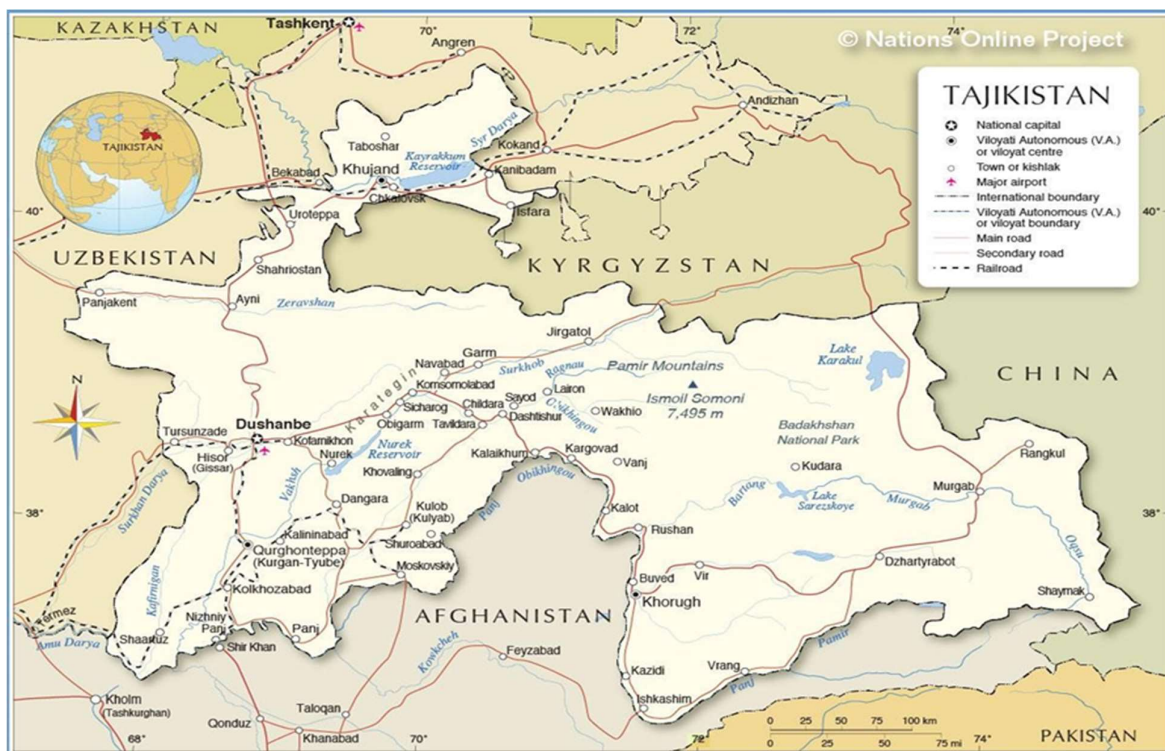 KAZAKHSTAN
Tashkent
70
72
74
Angren
© Nations Online Project
TAJIKISTAN
National capital
Viloyati Autonomous (V.A.)
or viloyat centre
Town or kishlak
Major airport
International boundary
Viloyati Autonomous (V.A.)
or viloyat boundary
Main road
Secondary road
Railroad
TAJIKISTAN
Andizhan
Syr Darya
Taboshar
Kokand
Kayrakkum
Reservoir
Khujand
Bekabad
Kanibadam
Chkalovsk
40
Isfara
40
Uroteppa
UZBEKISTAN
Shahriostan
KYRGYZSTAN
Panjakent
Ayni
Zeravshan
Jirgatol
Garm
Lake
Karakul
Navabad
Surkhob
Ragnau
Pamir Mountains
CHINA
N
Karategin
Komsomolabad
Lairon
Ismoil Somoni
7,495 m
Sicharog
Childara
Sayod
Wakhio
Dushanbe
Obigarm
Tavildara
Dashtishur
Badakhshan
National Park
Tursunzade
Kofarnikhon
Nurek
Reservoir
Hisor
(Gissar)
Nurek
Kalaikhum
Kargovad
Rangkul
Khovaling
Vanj
Kudara
Surkhan Darya
Vakhsh
Obikhingou
Bartang
Lake
Sarezskoye
Murgab
Murgab
Dangara
Panj
Kalot
38
Kulob
(Kulyab)
38
Rushan
Kalininabad
Shuroabad
Oqsu
Qurghonteppa
(Kurgan-Tyube)
Dzhartyrabot
Kafirnigan
Moskovskiy
Vir
Kolkhozabad
Buved
Khorugh
Shaymak
AFGHANISTAN
Termez
Nizhniy
Panj
Shaartuz
Panj
Pamir
Amu Darya
Shir Khan
Kowkcheh
Feyzabad
Kazidi
Vrang
Panj
Kholm
(Tashkurghan)
Ishkashim
Taloqan
Qonduz
Khanabad
0 25 50 75 100 km
0 25 50 75 mi
PAKISTAN
68
70
72
74